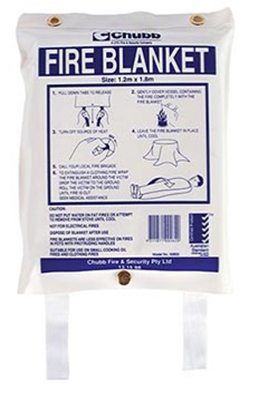 Chubb
FIRE BLANKET
Size: 1.2m x 1.8m
1. PULL DOWN TABS TO RELEASE
2. GENTLY COVER VESSEL CONTAINING
THE FIRE COMPLETELY WITH THE
FIRE BLANKET
3. TURN OFF SOURCE OF HEAT
4. LEAVE THE FIRE BLANKET IN PLACE
UNTIL COOL
5. CALL YOUR LOCAL FIRE BRIGADE
6. TO EXTINGUISH A CLOTHING FIRE WRAP
THE FIRE BLANKET AROUND THE VICTIM
DROP THE VICTIM TO THE GROUND
ROLL THE VICTIM ON THE GROUND
UNTIL FIRE IS OUT
SEEK MEDICAL ASSISTANCE
CAUTION:
DO NOT PUT WATER ON FAT FIRES OR ATTEMPT
TO REMOVE FROM STOVE UNTIL COOL
NOT FOR ELECTRICAL FIRES
DISPOSE OF BLANKET AFTER USE
FIRE BLANKETS ARE LESS EFFECTIVE ON FIRES
IN POTS WITH PROTRUDING HANDLES
SUITABLE FOR USE ON SMALL COOKING OIL
FIRES AND CLOTHING FIRES
Australian
Standard
Chubb Fire & Security Pty Ltd